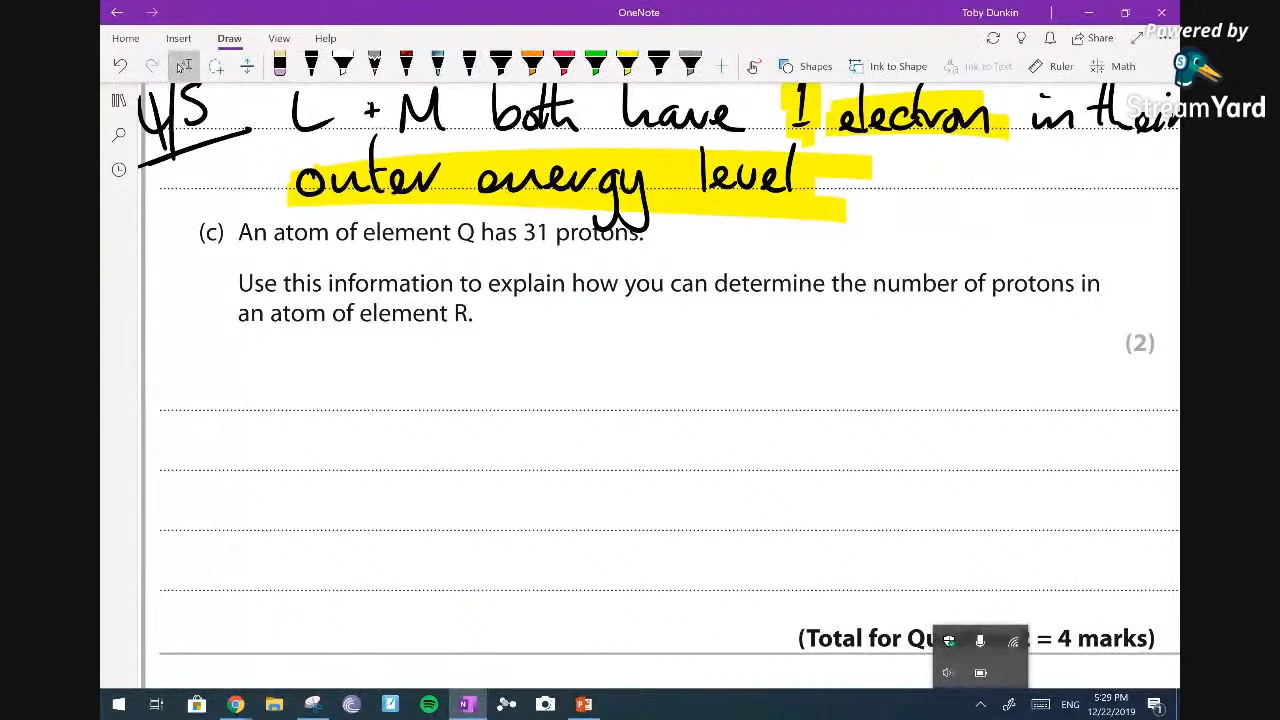 OneNote
Toby Dunkin
Powered by
StreamYard
Home Insert Draw View Help
Share
Shapes Ink to Shape Ink to Text Ruler Math
L + M both have 1 electron in their
outer energy level
(c) An atom of element Q has 31 protons.
Use this information to explain how you can determine the number of protons in
an atom of element R.
(2)
(Total for Qu = 4 marks)
ENG
5:29 PM
12/22/2019